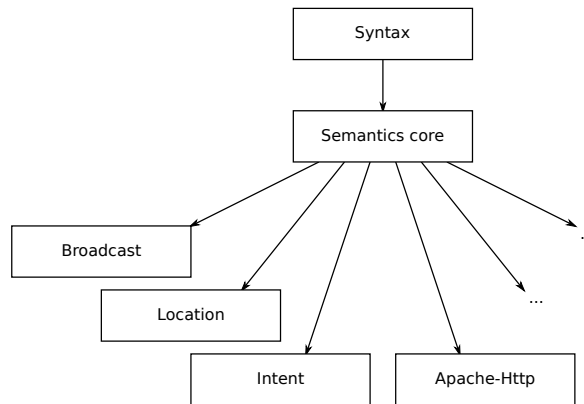 Syntax
Semantics core
Broadcast
Location
Intent
Apache-Http
...
.